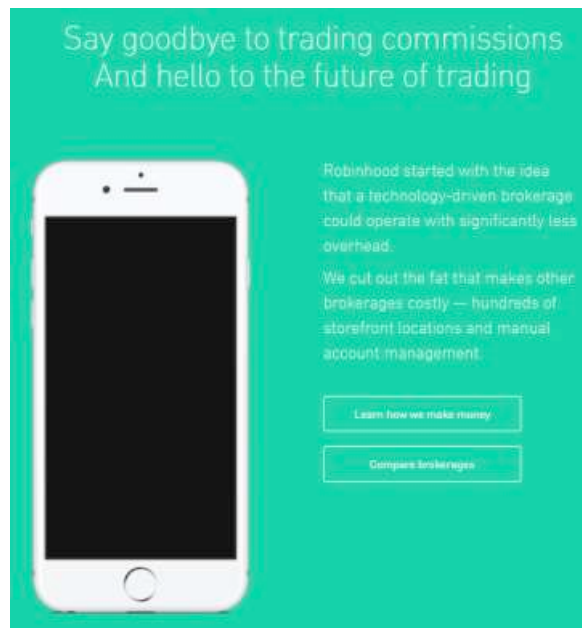 Say goodbye to trading commissions
And hello to the future of trading
Robinhood started with the idea
that a technology-driven brokerage
could operate with significantly less
overhead.
We cut out the fat that makes other
brokerages costly — hundreds of
storefront locations and manual
account management.
Learn how we make money
Compare brokerages